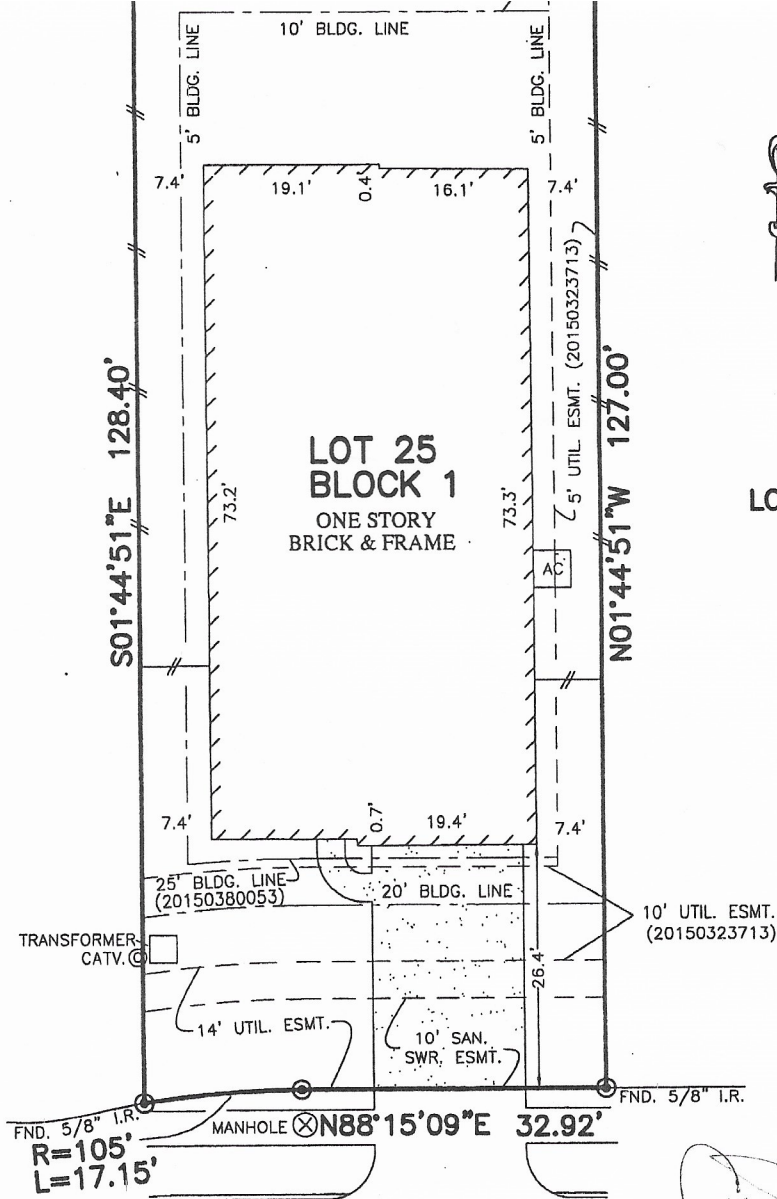 10' BLDG. LINE
5' BLDG. LINE
5' BLDG. LINE
7.4'
19.1'
0.4'
16.1'
7.4'
5' UTIL ESMT. (20150323713)
S01°44'51"E 128.40'
N01°44'51"W 127.00'
LOT 25
BLOCK 1
ONE STORY
BRICK & FRAME
73.2'
73.3'
AC
LO
7.4'
0.7'
19.4'
7.4'
25' BLDG. LINE
(20150380053)
20' BLDG. LINE
10' UTIL. ESMT.
(20150323713)
TRANSFORMER
CATV.
26.4'
14' UTIL. ESMT.
10' SAN.
SWR. ESMT.
FND. 5/8" I.R.
FND. 5/8" I.R.
MANHOLE
N88°15'09"E 32.92'
R=105'
L=17.15'